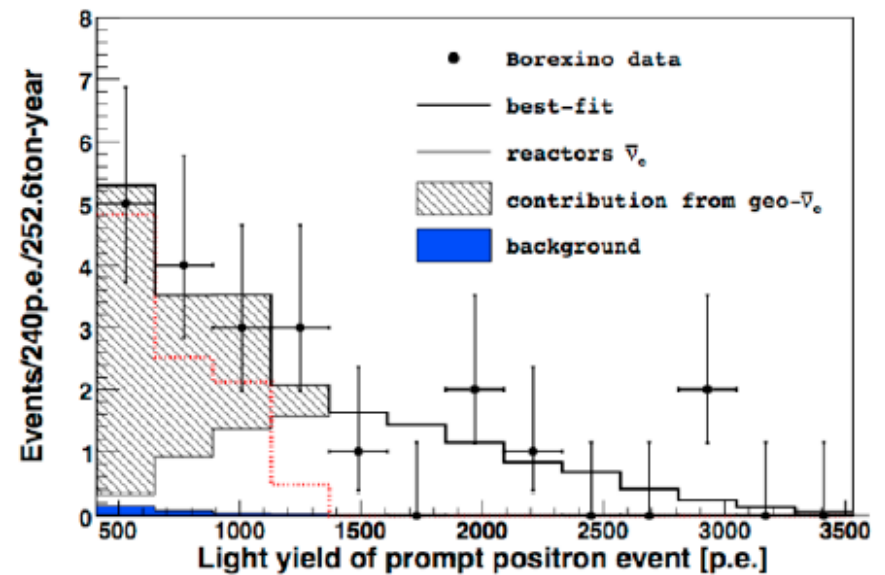 8
7
6
5
4
3
2
1
0
Events/240p.e./252.6ton-year
Borexino data
best-fit
reactors ν̅e
contribution from geo-ν̅e
background
500 1000 1500 2000 2500 3000 3500
Light yield of prompt positron event [p.e.]